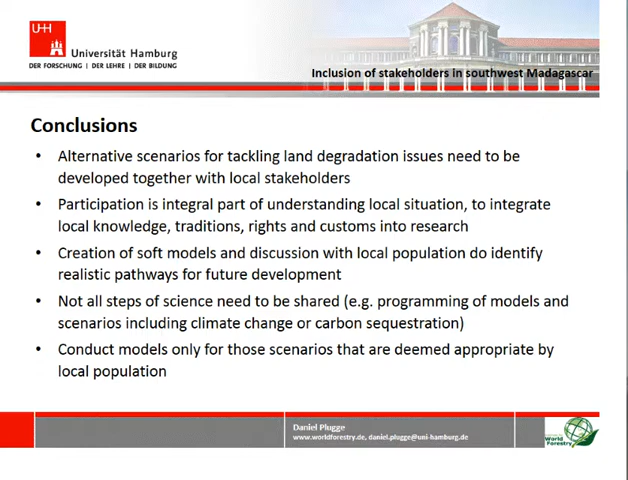 UHH
Universität Hamburg
DER FORSCHUNG | DER LEHRE | DER BILDUNG
Inclusion of stakeholders in southwest Madagascar
Conclusions
• Alternative scenarios for tackling land degradation issues need to be
developed together with local stakeholders
• Participation is integral part of understanding local situation, to integrate
local knowledge, traditions, rights and customs into research
• Creation of soft models and discussion with local population do identify
realistic pathways for future development
• Not all steps of science need to be shared (e.g. programming of models and
scenarios including climate change or carbon sequestration)
• Conduct models only for those scenarios that are deemed appropriate by
local population
Daniel Plugge
www.worldforestry.de, daniel.plugge@uni-hamburg.de
World
Forestry